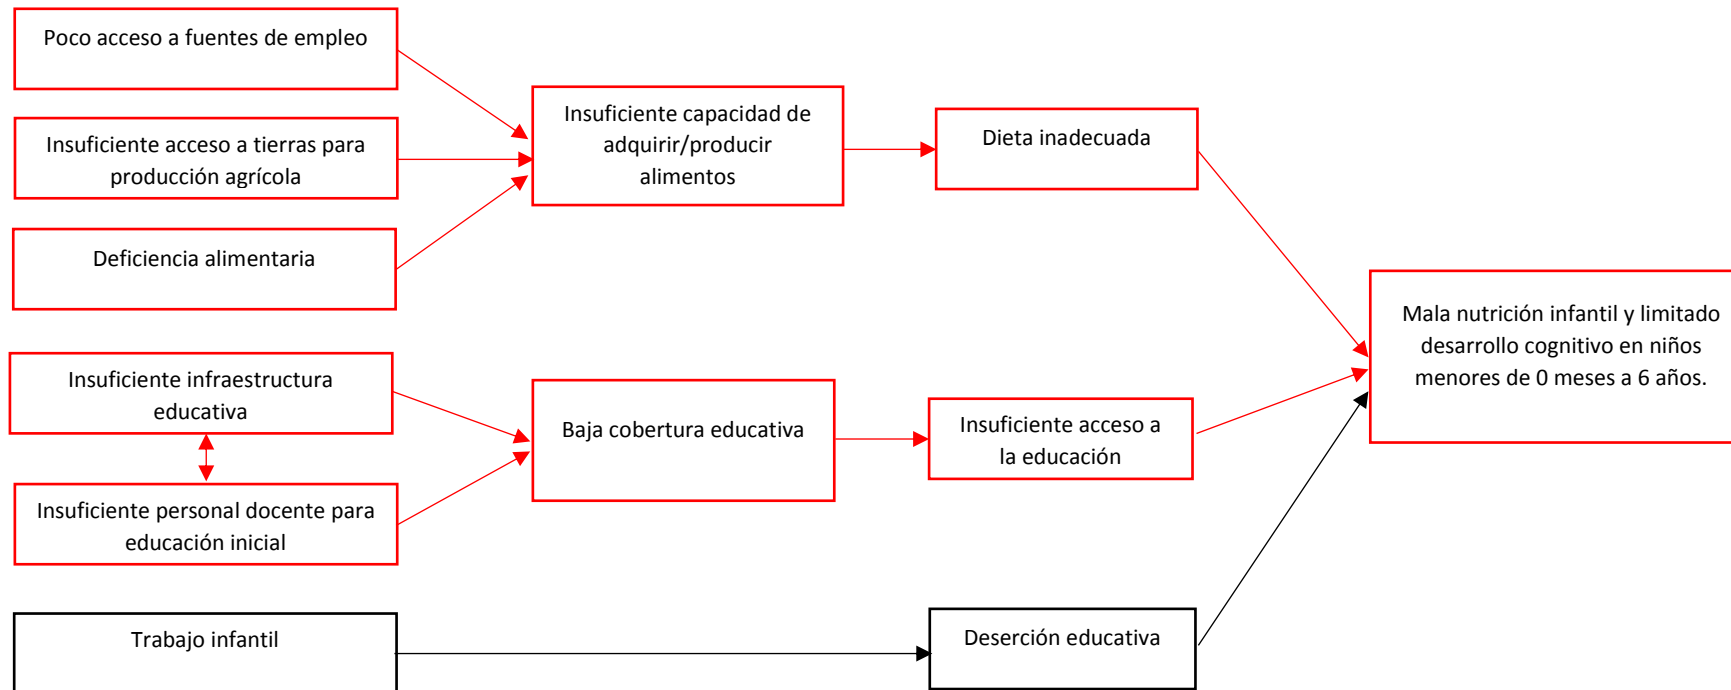 Poco acceso a fuentes de empleo
Insuficiente acceso a tierras para
producción agrícola
Deficiencia alimentaria
Insuficiente capacidad de
adquirir/producir
alimentos
Dieta inadecuada
Insuficiente infraestructura
educativa
Insuficiente personal docente para
educación inicial
Baja cobertura educativa
Insuficiente acceso a
la educación
Trabajo infantil
Deserción educativa
Mala nutrición infantil y limitado
desarrollo cognitivo en niños
menores de 0 meses a 6 años.